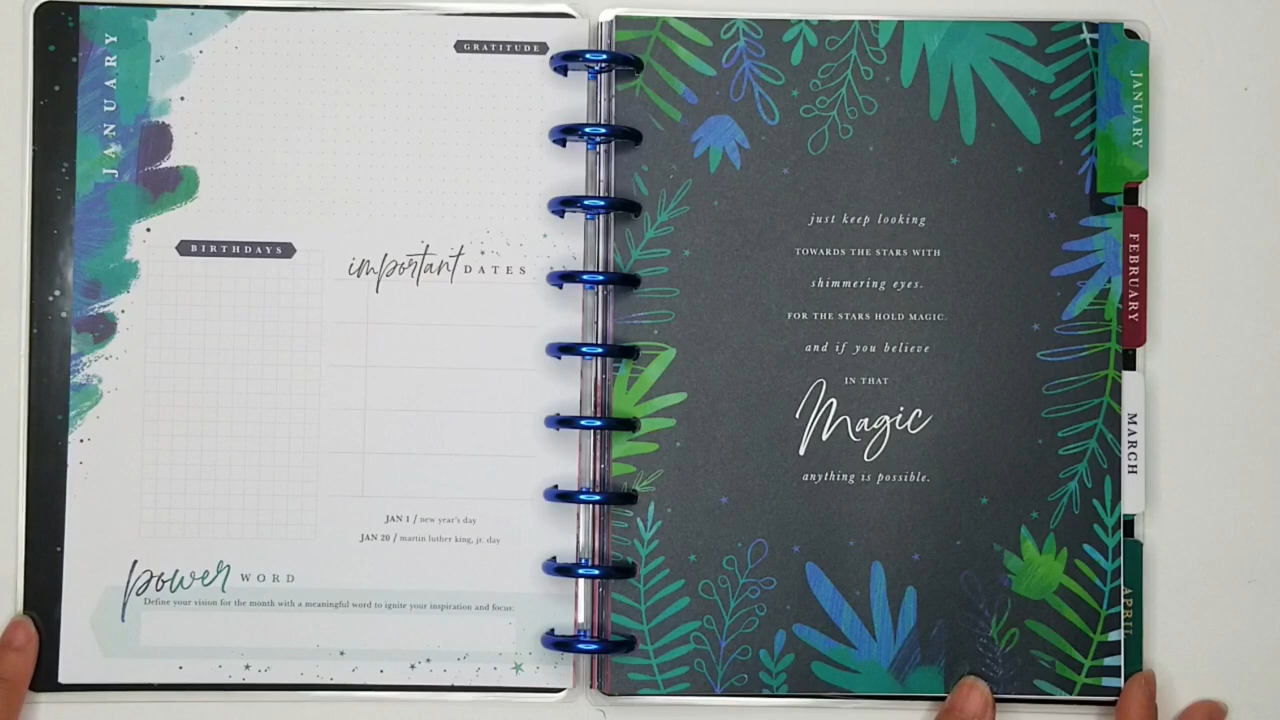 JANUARY
GRATITUDE
BIRTHDAYS
important DATES
JAN 1 / new year's day
JAN 20 / martin luther king, jr. day
power WORD
Define your vision for the month with a meaningful word to ignite your inspiration and focus:
just keep looking
TOWARDS THE STARS WITH
shimmering eyes.
FOR THE STARS HOLD MAGIC.
and if you believe
IN THAT
Magic
anything is possible.
JANUARY
FEBRUARY
MARCH
APRIL